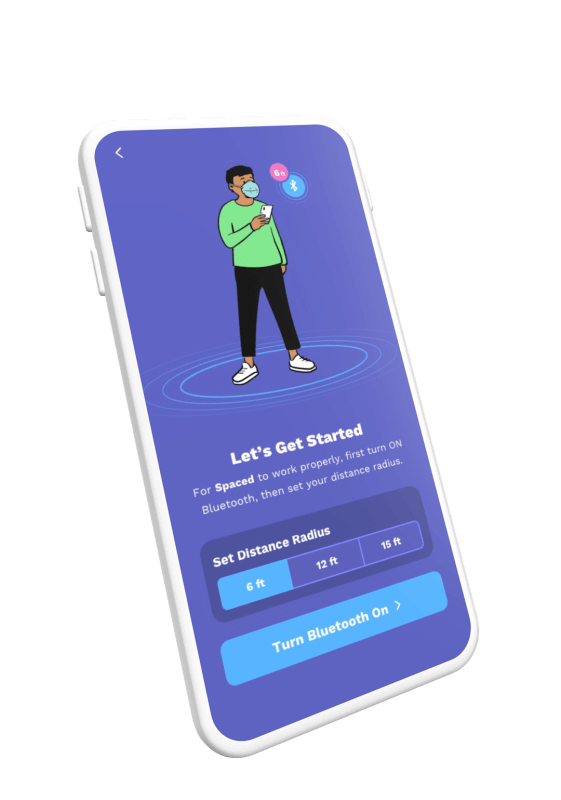 6 ft
Let's Get Started
For Spaced to work properly, first turn ON
Bluetooth, then set your distance radius.
Set Distance Radius
6 ft
12 ft
15 ft
Turn Bluetooth On